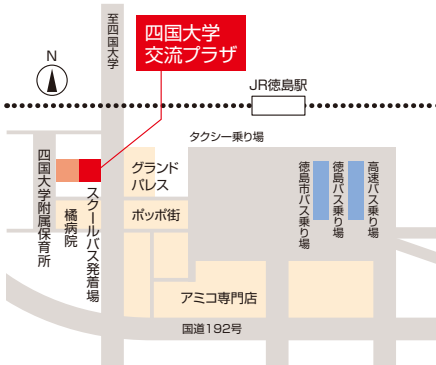 四国大学
交流プラザ
至四国大学
N
JR徳島駅
タクシー乗り場
四国大学附属保育所
橘病院
スクールバス発着場
グランド
パレス
ポッポ街
徳島市バス乗り場
徳島バス乗り場
高速バス乗り場
アミコ専門店
国道192号